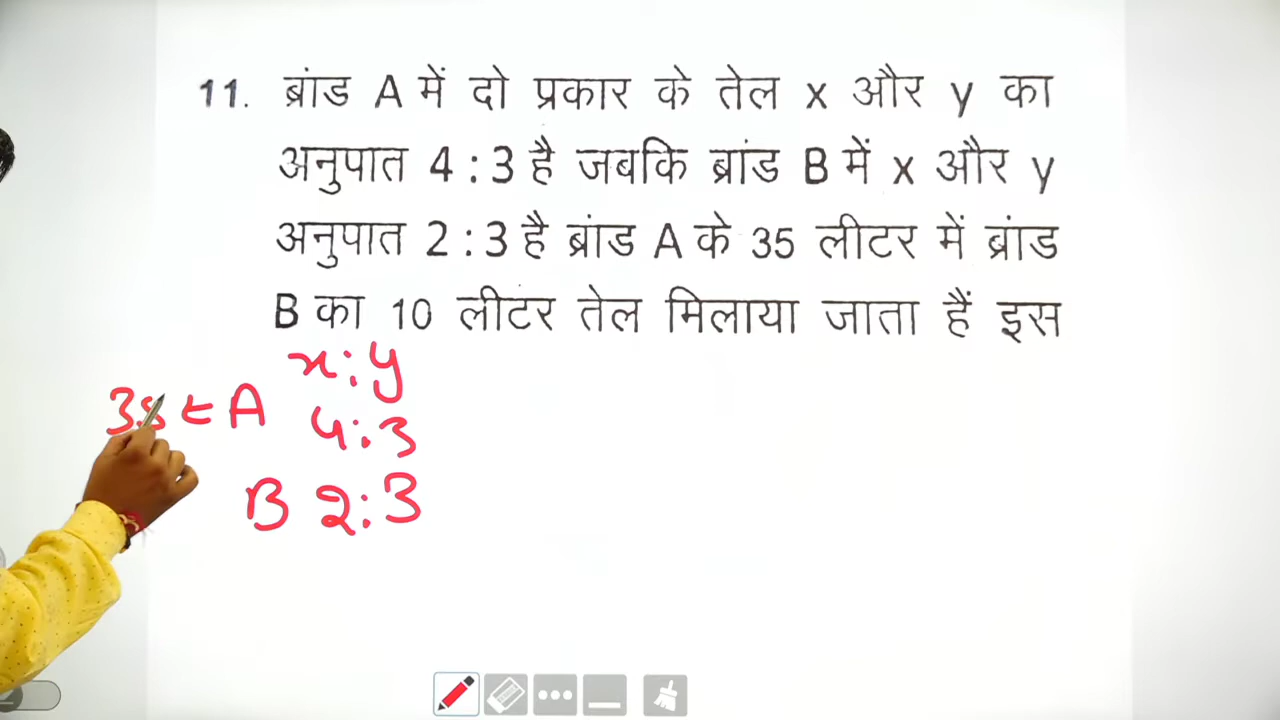 11. ब्रांड A में दो प्रकार के तेल x और y का
अनुपात 4 : 3 है जबकि ब्रांड B में x और y
अनुपात 2 : 3 है ब्रांड A के 35 लीटर में ब्रांड
B का 10 लीटर तेल मिलाया जाता हैं इस
x : y
35 ← A 4 : 3
B 2 : 3